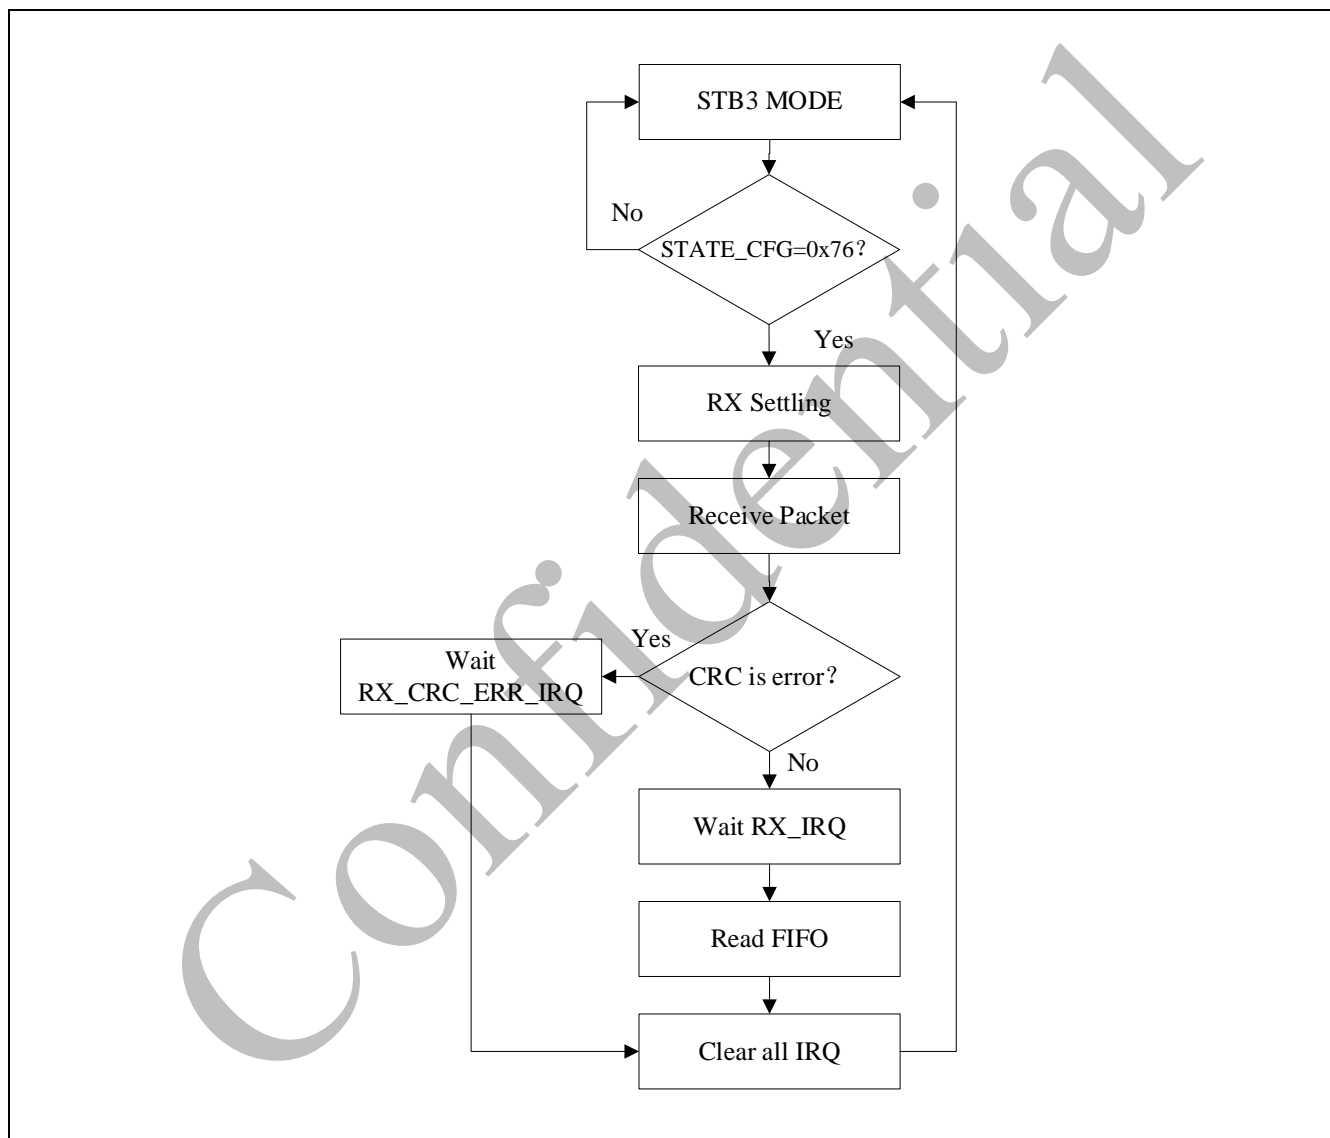 STB3 MODE
No
STATE_CFG=0x76？
Yes
RX Settling
Receive Packet
Yes
Wait
RX_CRC_ERR_IRQ
CRC is error？
No
Wait RX_IRQ
Read FIFO
Clear all IRQ
Confidential